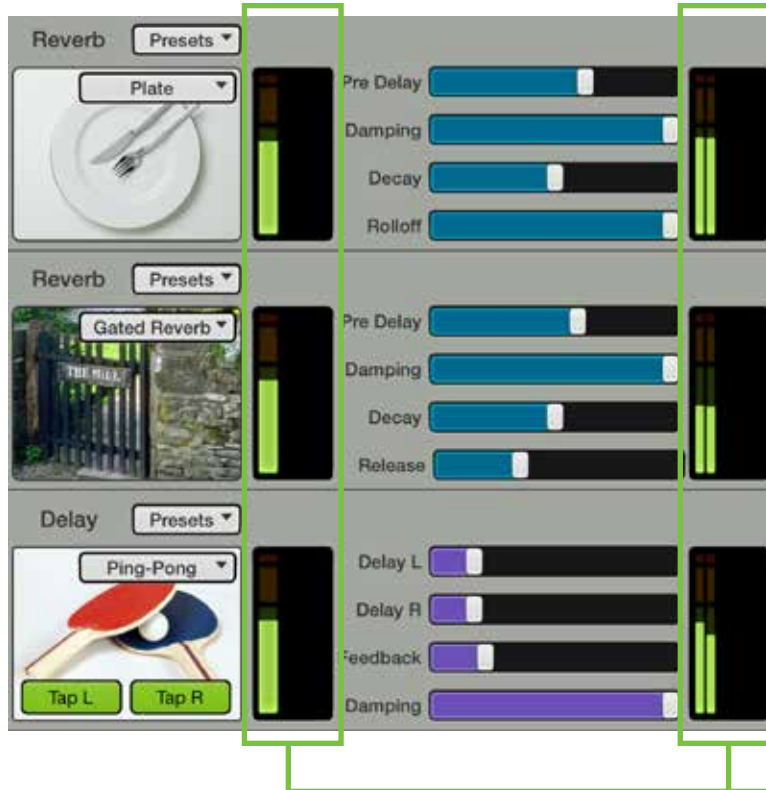 Reverb Presets
Plate
Pre Delay
Damping
Decay
Rolloff
Reverb Presets
Gated Reverb
Pre Delay
Damping
Decay
Release
Delay Presets
Ping-Pong
Delay L
Delay R
Feedback
Tap L Tap R
Damping